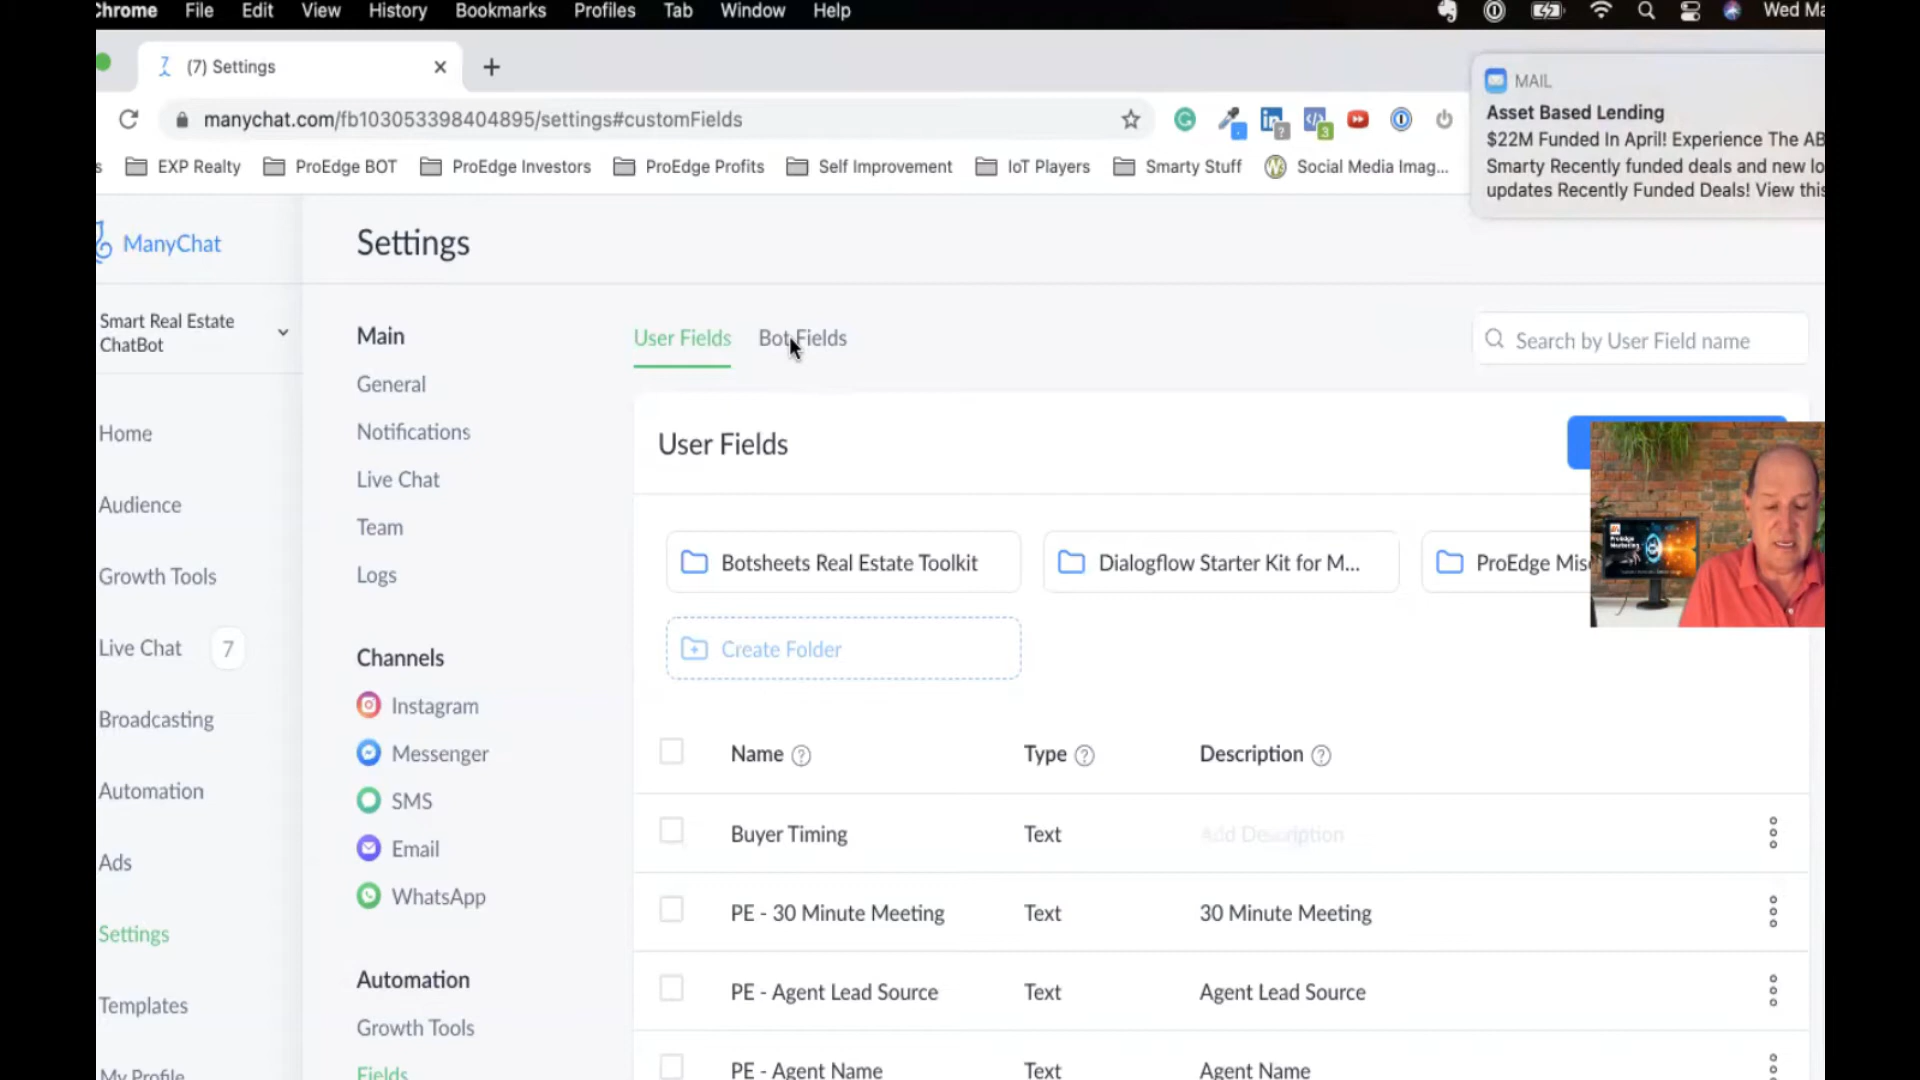 Chrome File Edit View History Bookmarks Profiles Tab Window Help
Wed Ma
(7) Settings
manychat.com/fb103053398404895/settings#customFields
MAIL
Asset Based Lending
$22M Funded In April! Experience The AB
Smarty Recently funded deals and new lo
updates Recently Funded Deals! View this
s EXP Realty ProEdge BOT ProEdge Investors ProEdge Profits Self Improvement IoT Players Smarty Stuff Social Media Imag...
ManyChat
Settings
Smart Real Estate
ChatBot
Home
Audience
Growth Tools
Live Chat 7
Broadcasting
Automation
Ads
Settings
Templates
My Profile
Main
General
Notifications
Live Chat
Team
Logs
Channels
Instagram
Messenger
SMS
Email
WhatsApp
Automation
Growth Tools
Fields
User Fields Bot Fields
Search by User Field name
User Fields
Botsheets Real Estate Toolkit
Dialogflow Starter Kit for M...
ProEdge Mis
Create Folder
Name Type Description
Buyer Timing Text Add Description
PE - 30 Minute Meeting Text 30 Minute Meeting
PE - Agent Lead Source Text Agent Lead Source
PE - Agent Name Text Agent Name